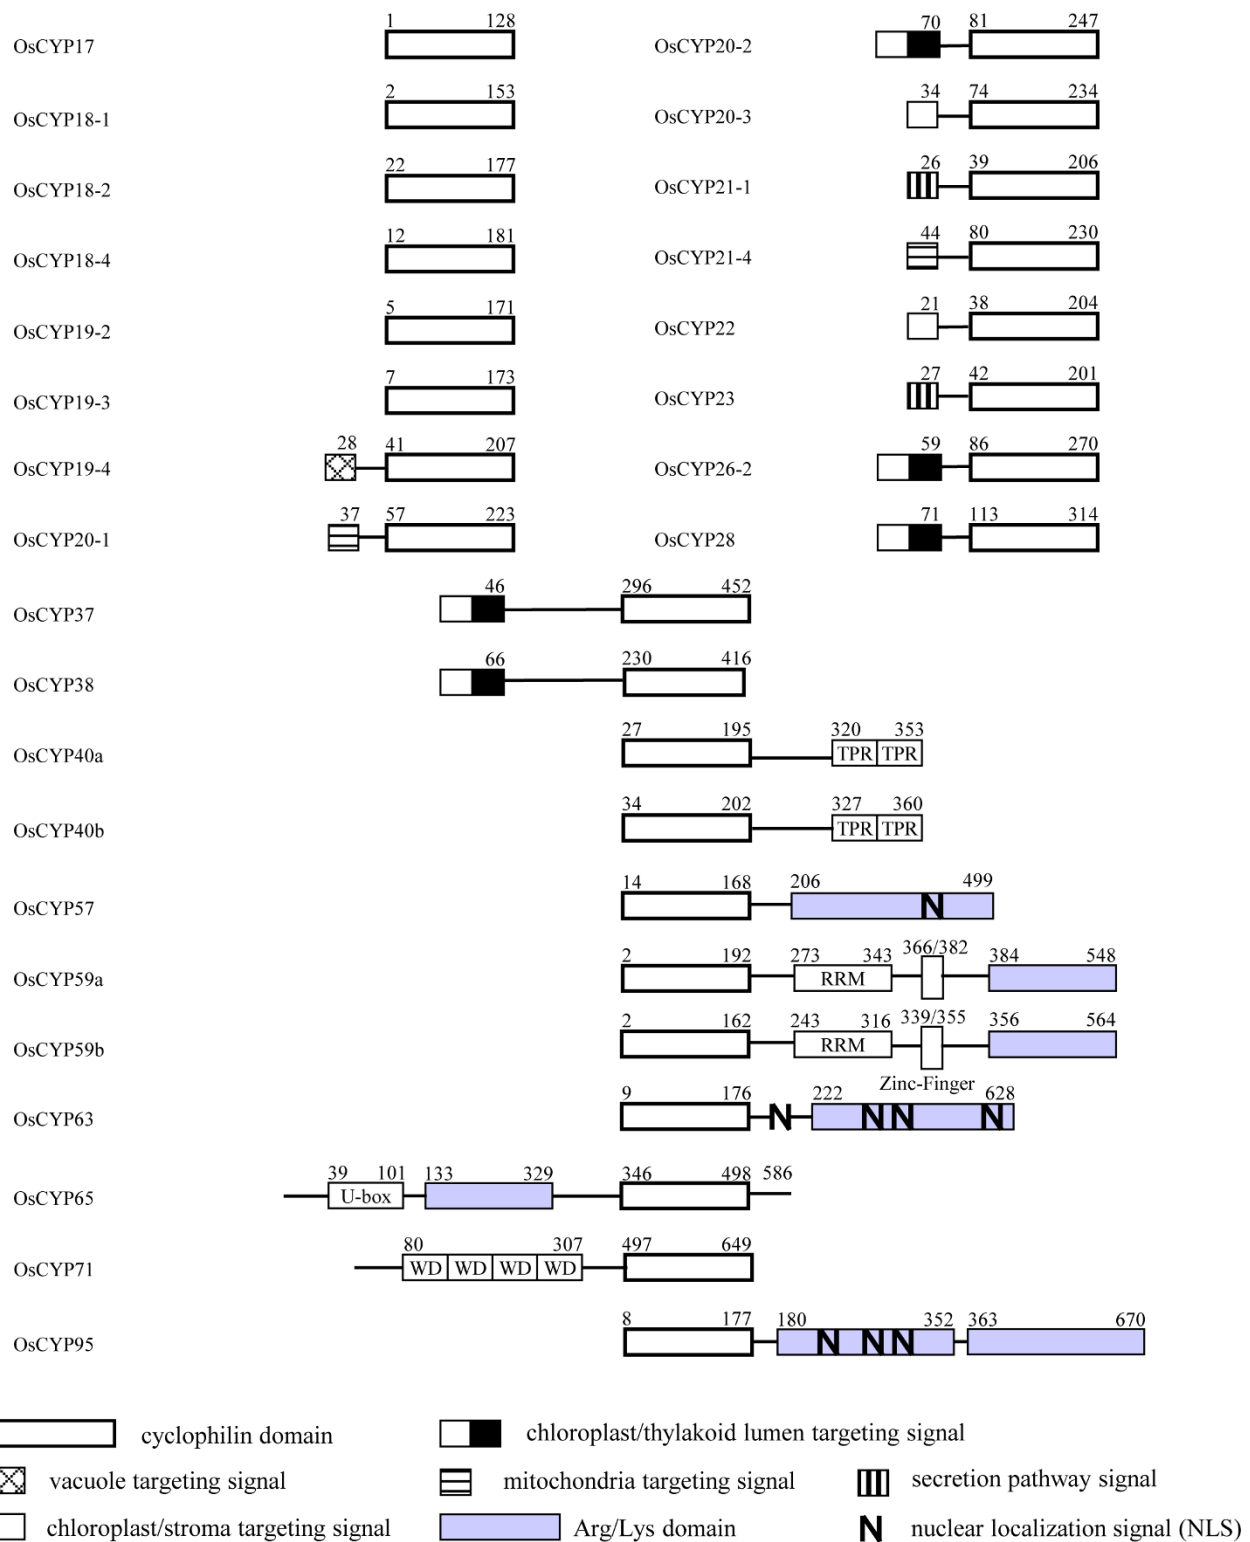 1 128
OsCYP17
70 81 247
OsCYP20-2
2 153
OsCYP18-1
34 74 234
OsCYP20-3
22 177
OsCYP18-2
26 39 206
OsCYP21-1
12 181
OsCYP18-4
44 80 230
OsCYP21-4
5 171
OsCYP19-2
21 38 204
OsCYP22
7 173
OsCYP19-3
27 42 201
OsCYP23
28 41 207
OsCYP19-4
59 86 270
OsCYP26-2
37 57 223
OsCYP20-1
71 113 314
OsCYP28
46 296 452
OsCYP37
66 230 416
OsCYP38
27 195 320 353
OsCYP40a TPR TPR
34 202 327 360
OsCYP40b TPR TPR
14 168 206 499
OsCYP57 N
2 192 273 343 366/382 384 548
OsCYP59a RRM
2 162 243 316 339/355 356 564
OsCYP59b RRM
Zinc-Finger
9 176 222 628
OsCYP63 N N N N
39 101 133 329 346 498 586
OsCYP65 U-box
80 307 497 649
OsCYP71 WD WD WD WD
8 177 180 352 363 670
OsCYP95 N N N
cyclophilin domain
chloroplast/thylakoid lumen targeting signal
vacuole targeting signal
mitochondria targeting signal
secretion pathway signal
chloroplast/stroma targeting signal
Arg/Lys domain
N nuclear localization signal (NLS)